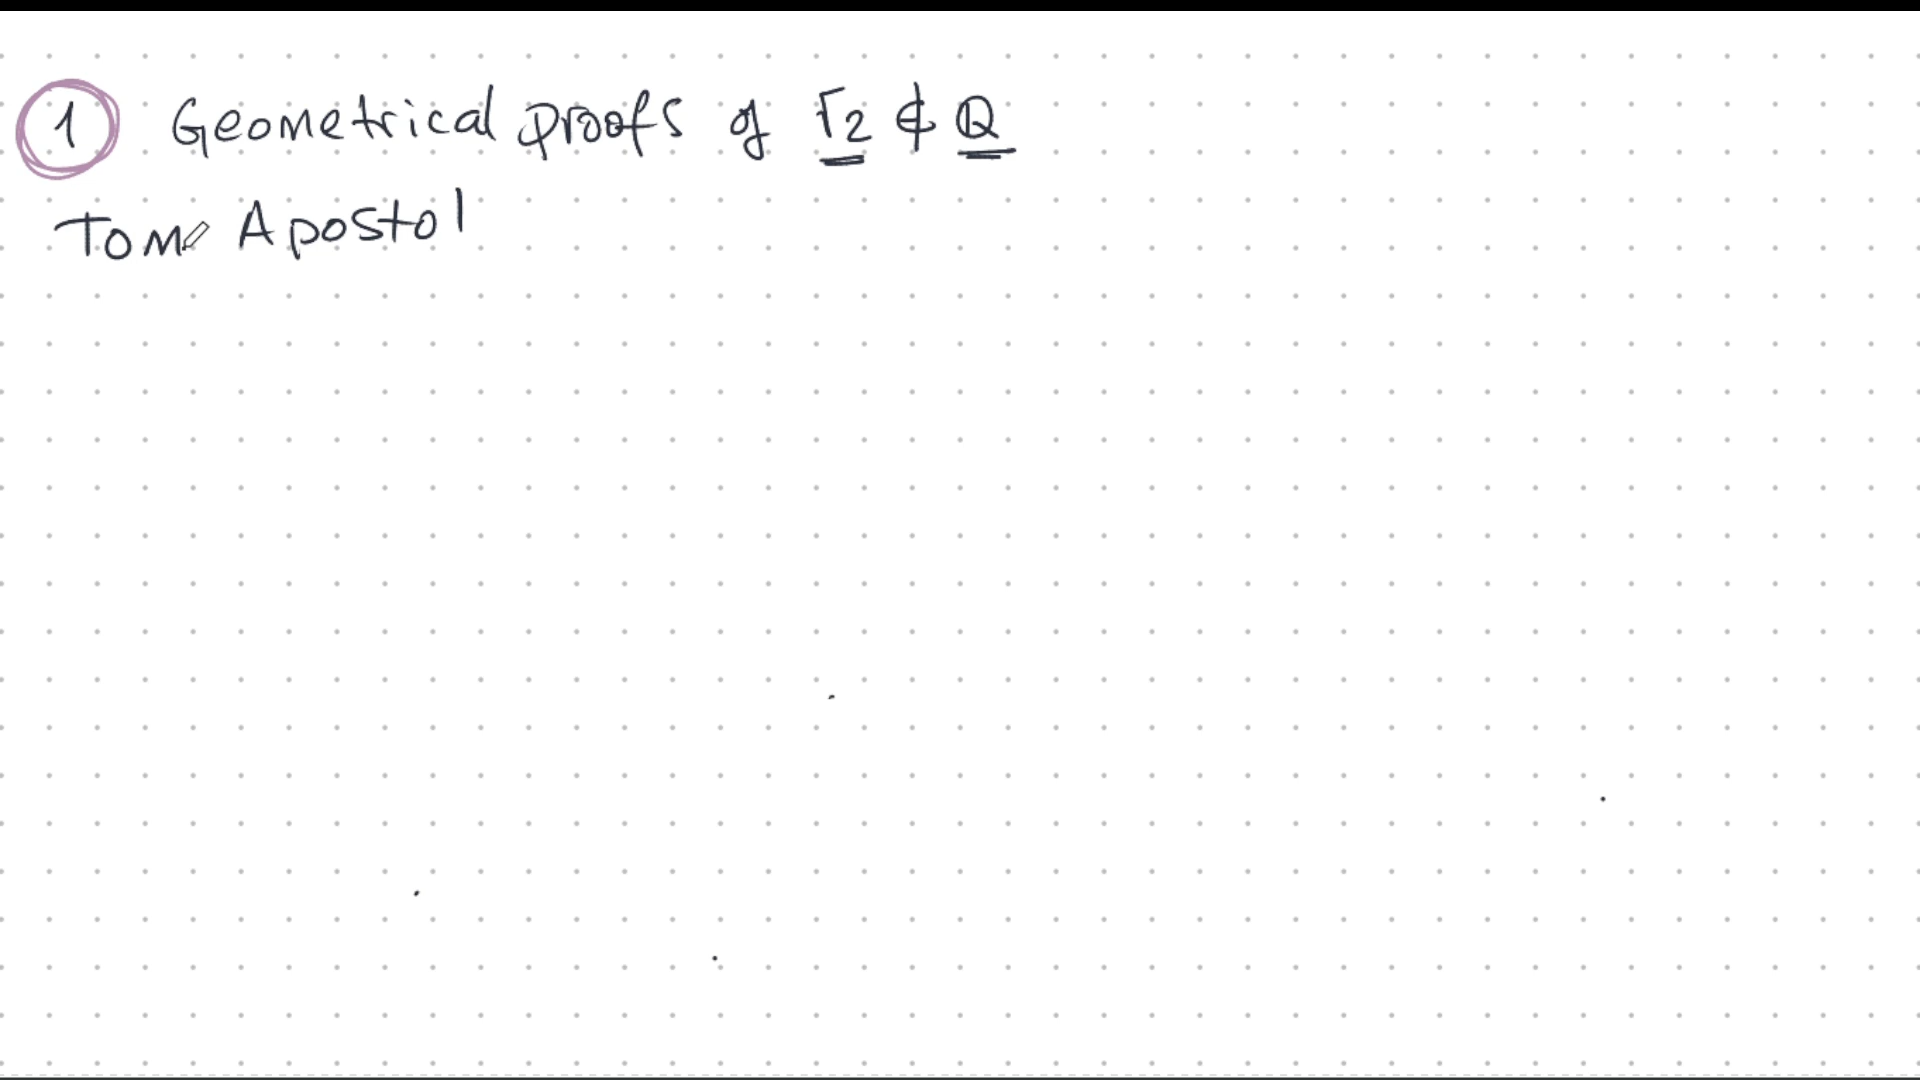 1 Geometrical proofs of √2 ∉ Q
Tom Apostol